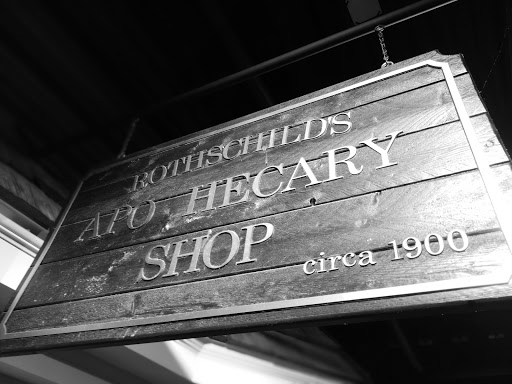 ROTHSCHILD'S
APO HECARY
SHOP circa 1900